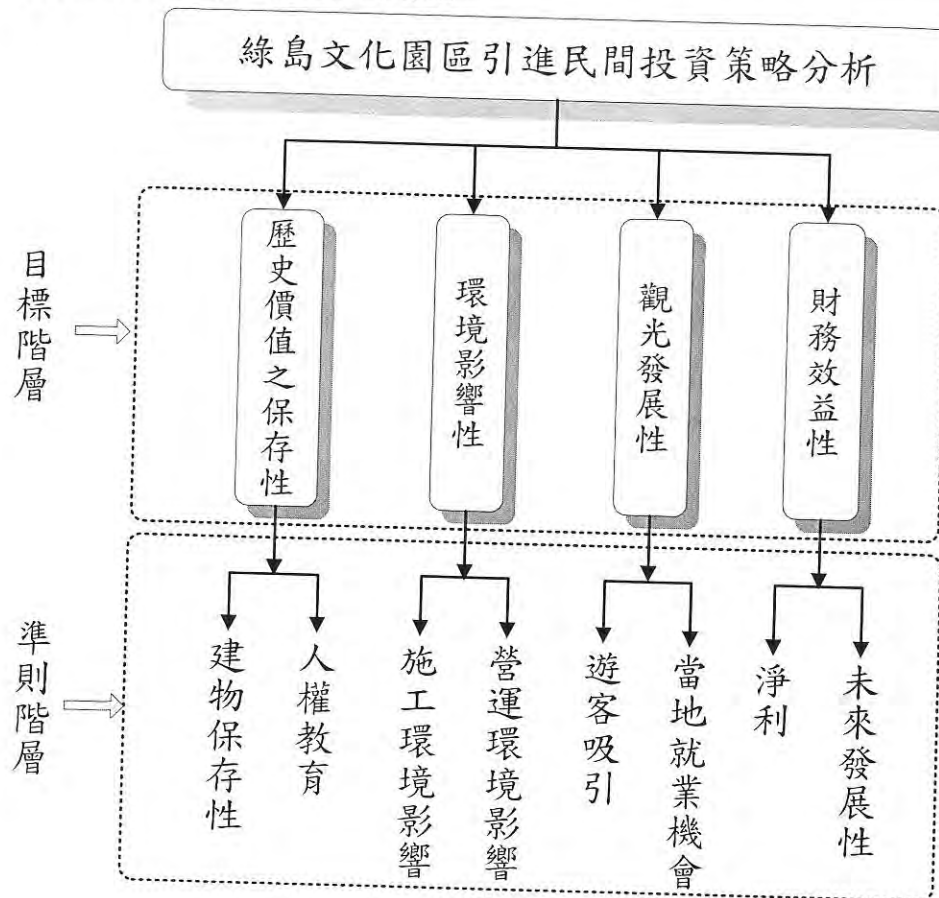 綠島文化園區引進民間投資策略分析
目標階層
歷史價值之保存性
環境影響性
觀光發展性
財務效益性
準則階層
建物保存性
人權教育
施工環境影響
營運環境影響
遊客吸引
當地就業機會
淨利
未來發展性